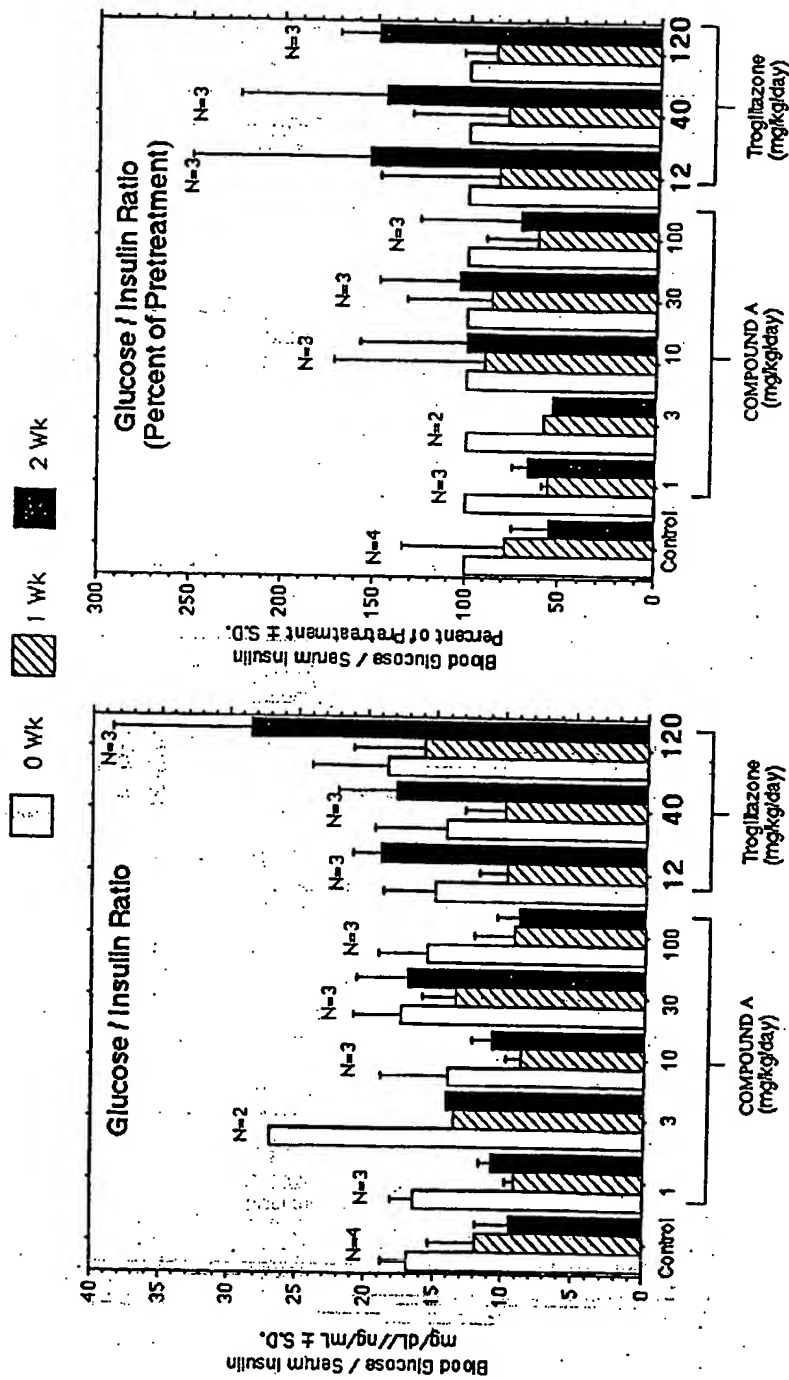 0 Wk
1 Wk
2 Wk
Glucose / Insulin Ratio
Blood Glucose / Serum Insulin
mg/dL//ng/mL ± S.D.
40
35
30
25
20
15
10
5
0
N=4
N=3
N=2
N=3
N=3
N=3
N=3
N=3
N=3
Control 1 3 10 30 100 12 40 120
COMPOUND A
(mg/kg/day)
Troglitazone
(mg/kg/day)
Glucose / Insulin Ratio
(Percent of Pretreatment)
Blood Glucose / Serum Insulin
Percent of Pretreatment ± S.D.
300
250
200
150
100
50
0
N=4
N=3
N=2
N=3
N=3
N=3
N=3
N=3
N=3
Control 1 3 10 30 100 12 40 120
COMPOUND A
(mg/kg/day)
Troglitazone
(mg/kg/day)